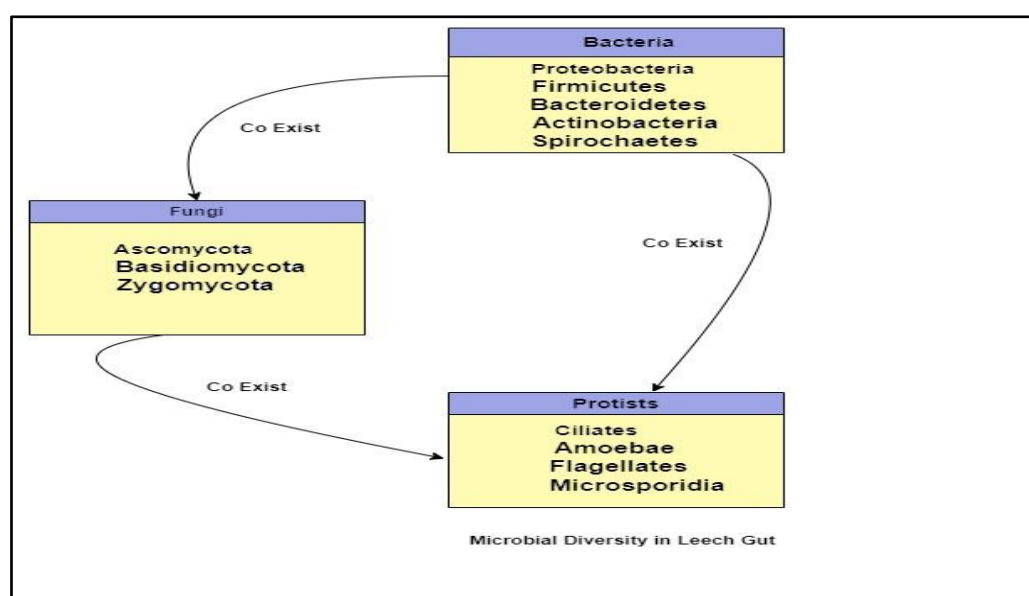 Bacteria
Proteobacteria
Firmicutes
Bacteroidetes
Actinobacteria
Spirochaetes
Co Exist
Fungi
Ascomycota
Basidiomycota
Zygomycota
Co Exist
Co Exist
Protists
Ciliates
Amoebae
Flagellates
Microsporidia
Microbial Diversity in Leech Gut